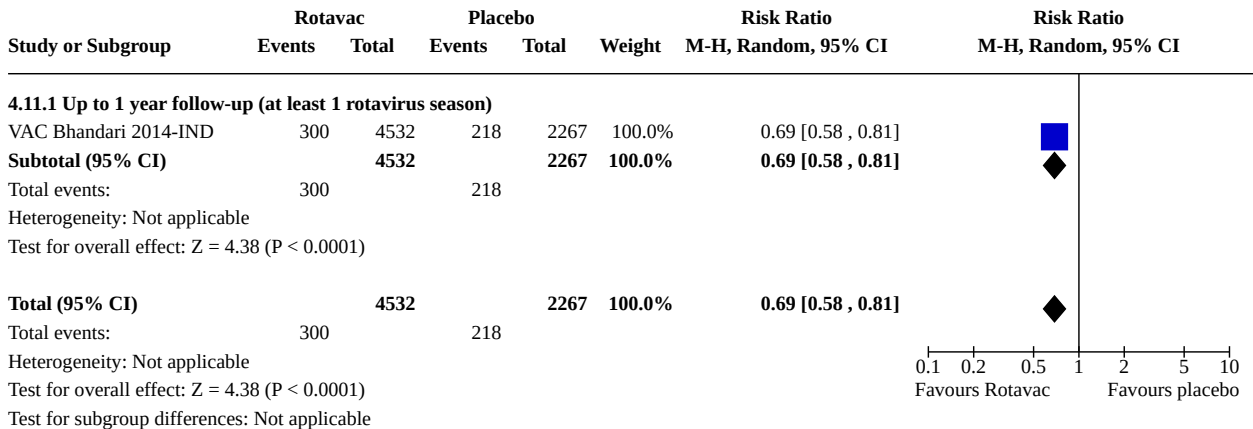 Rotavac Placebo Risk Ratio Risk Ratio
Study or Subgroup Events Total Events Total Weight M-H, Random, 95% CI M-H, Random, 95% CI
4.11.1 Up to 1 year follow-up (at least 1 rotavirus season)
VAC Bhandari 2014-IND 300 4532 218 2267 100.0% 0.69 [0.58 , 0.81]
Subtotal (95% CI) 4532 2267 100.0% 0.69 [0.58 , 0.81]
Total events: 300 218
Heterogeneity: Not applicable
Test for overall effect: Z = 4.38 (P < 0.0001)
Total (95% CI) 4532 2267 100.0% 0.69 [0.58 , 0.81]
Total events: 300 218
Heterogeneity: Not applicable 0.1 0.2 0.5 1 2 5 10
Test for overall effect: Z = 4.38 (P < 0.0001) Favours Rotavac Favours placebo
Test for subgroup differences: Not applicable